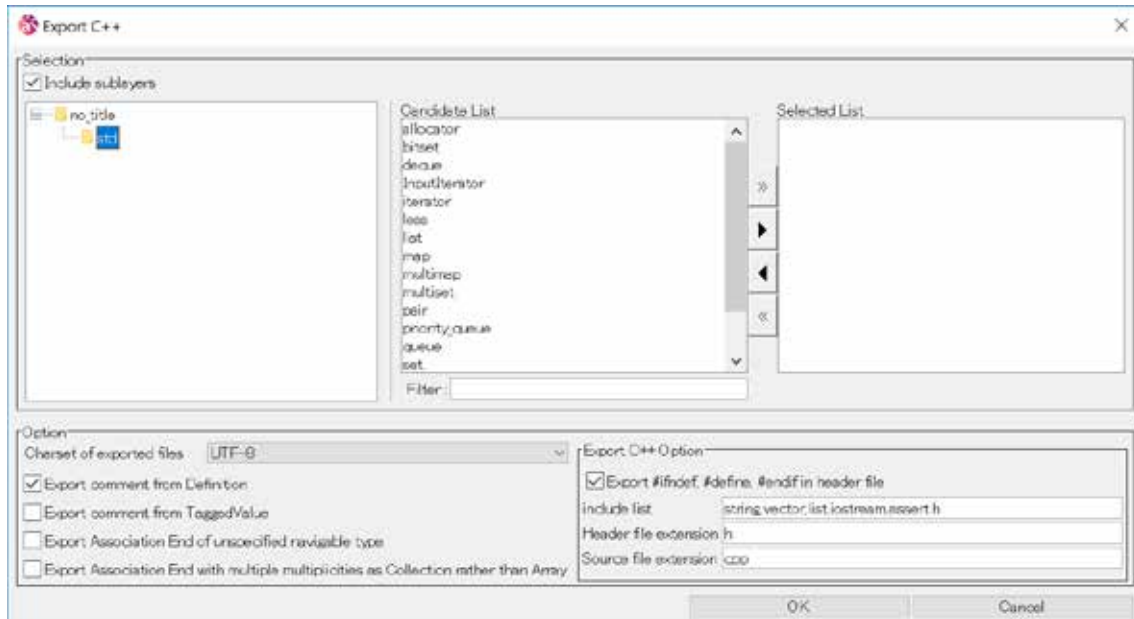 Export C++
Selection
Include sublayers
no_title
std
Candidate List
allocator
bitset
deque
InputIterator
iterator
less
list
map
multimap
multiset
pair
priority_queue
queue
set
Filter :
Selected List
Option
Charset of exported files UTF-8
Export comment from Definition
Export comment from TaggedValue
Export Association End of unspecified navigable type
Export Association End with multiple multiplicities as Collection rather than Array
Export C++ Option
Export #ifndef, #define, #endif in header file
include list string,vector,list,iostream,assert.h
Header file extension h
Source file extension cpp
OK
Cancel